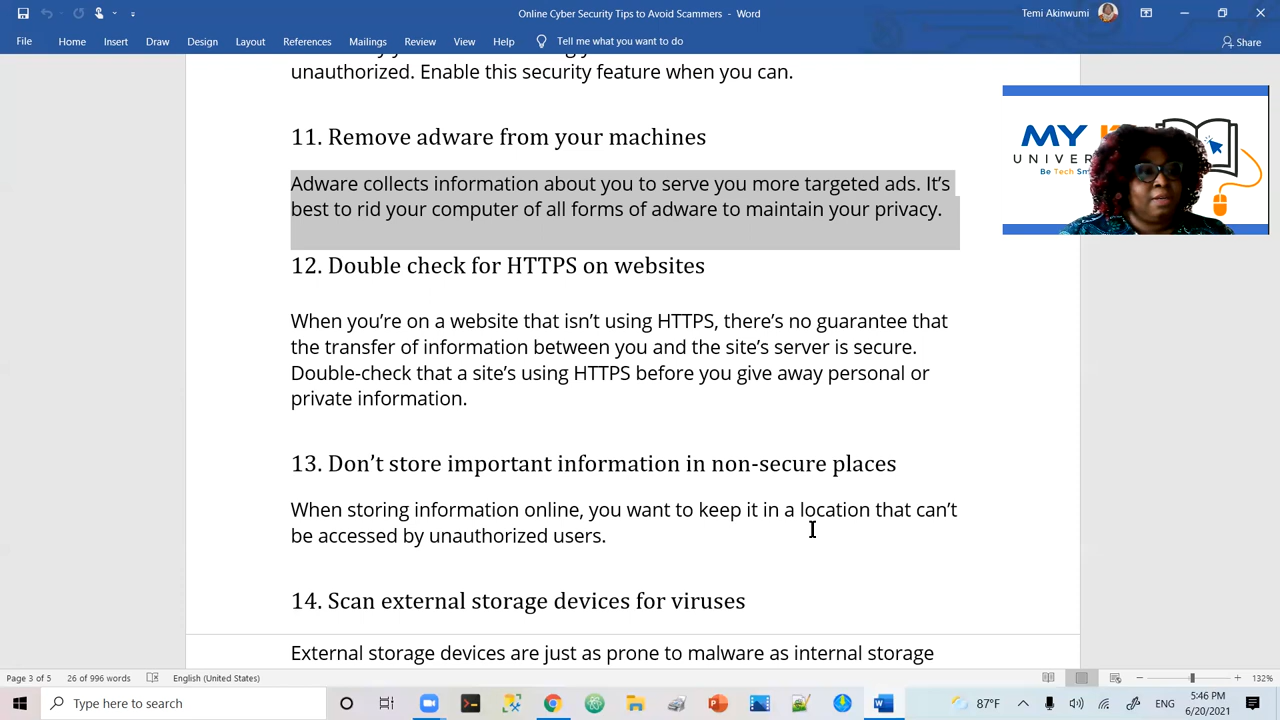 Online Cyber Security Tips to Avoid Scammers - Word
Temi Akinwumi
File Home Insert Draw Design Layout References Mailings Review View Help Tell me what you want to do Share
unauthorized. Enable this security feature when you can.
11. Remove adware from your machines
Adware collects information about you to serve you more targeted ads. It’s
best to rid your computer of all forms of adware to maintain your privacy.
12. Double check for HTTPS on websites
When you’re on a website that isn’t using HTTPS, there’s no guarantee that
the transfer of information between you and the site’s server is secure.
Double-check that a site’s using HTTPS before you give away personal or
private information.
13. Don’t store important information in non-secure places
When storing information online, you want to keep it in a location that can’t
be accessed by unauthorized users.
14. Scan external storage devices for viruses
External storage devices are just as prone to malware as internal storage
MY
UNIVER
Be Tech Sm
Page 3 of 5 26 of 996 words English (United States) 132%
Type here to search
87°F ENG
5:46 PM
6/20/2021